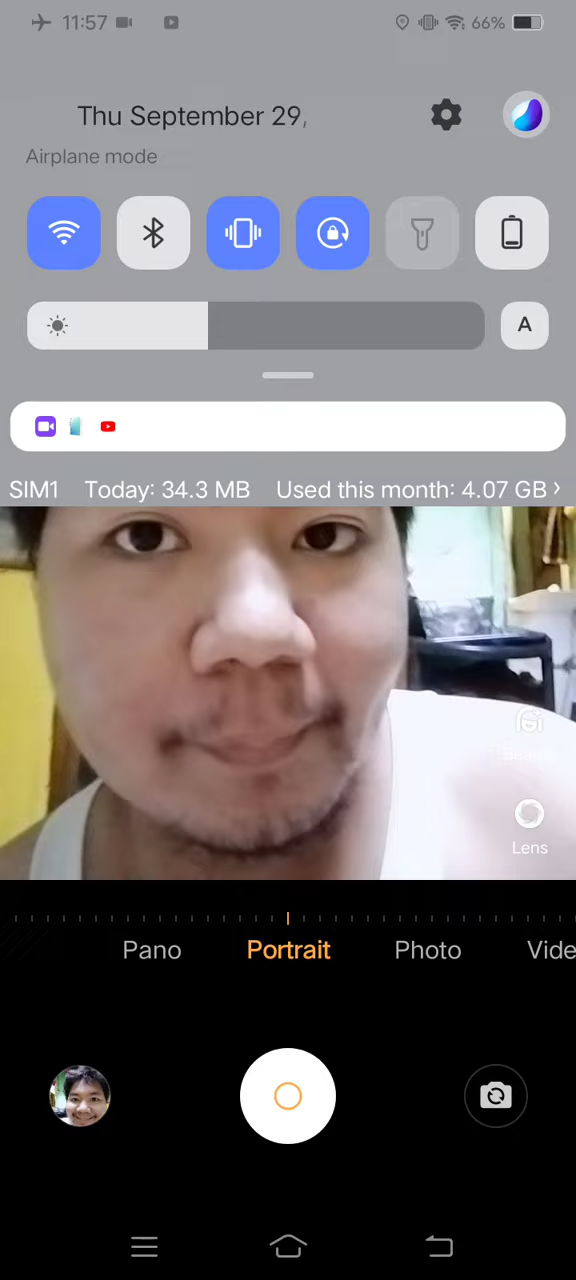 11:57 66%
Thu September 29,
Airplane mode
A
SIM1 Today: 34.3 MB Used this month: 4.07 GB
Lens
Pano Portrait Photo Vide